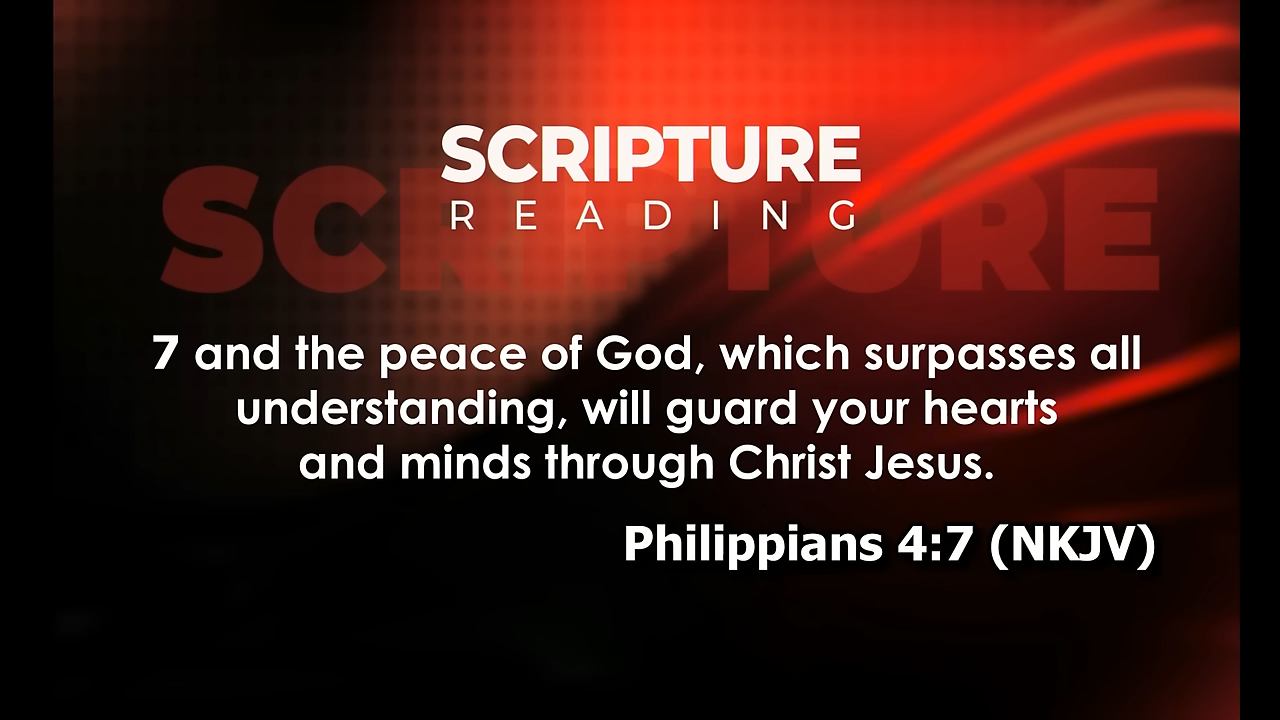 SCRIPTURE
SCRIPTURE
READING
7 and the peace of God, which surpasses all
understanding, will guard your hearts
and minds through Christ Jesus.
Philippians 4:7 (NKJV)